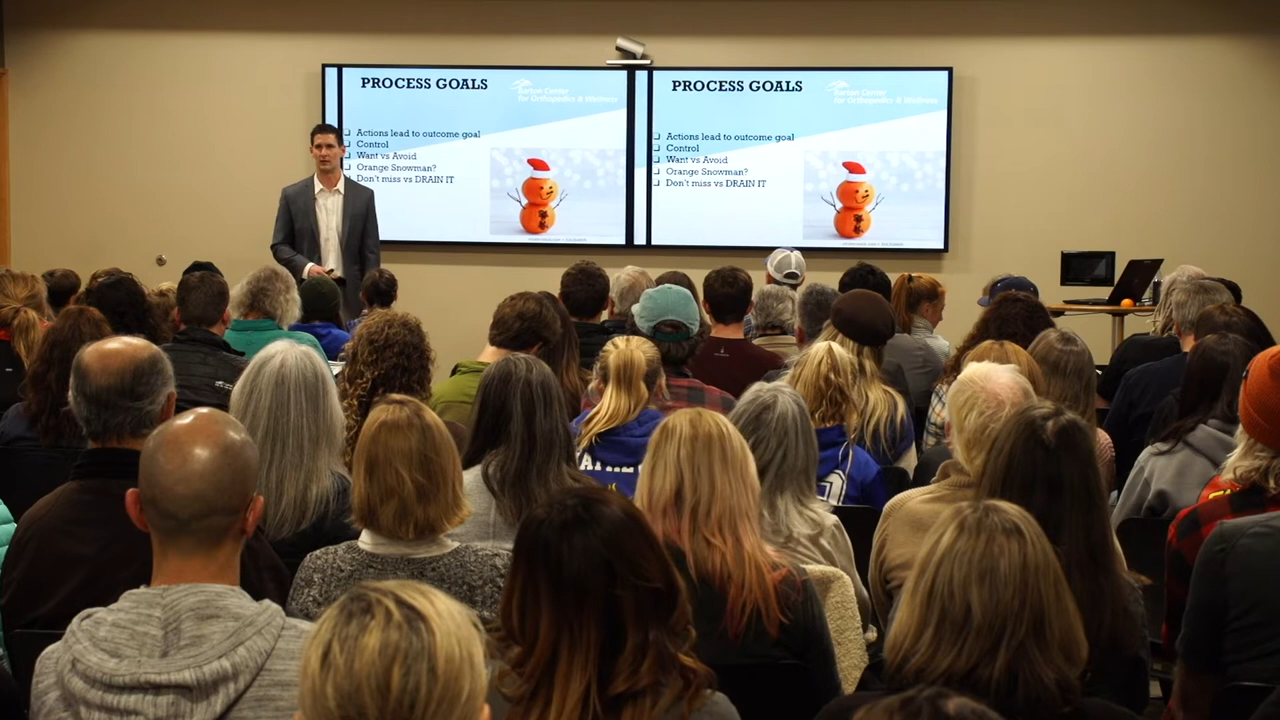 PROCESS GOALS
Barton Center
for Orthopedics & Wellness
Actions lead to outcome goal
Control
Want vs Avoid
Orange Snowman?
Don't miss vs DRAIN IT
PROCESS GOALS
Barton Center
for Orthopedics & Wellness
Actions lead to outcome goal
Control
Want vs Avoid
Orange Snowman?
Don't miss vs DRAIN IT